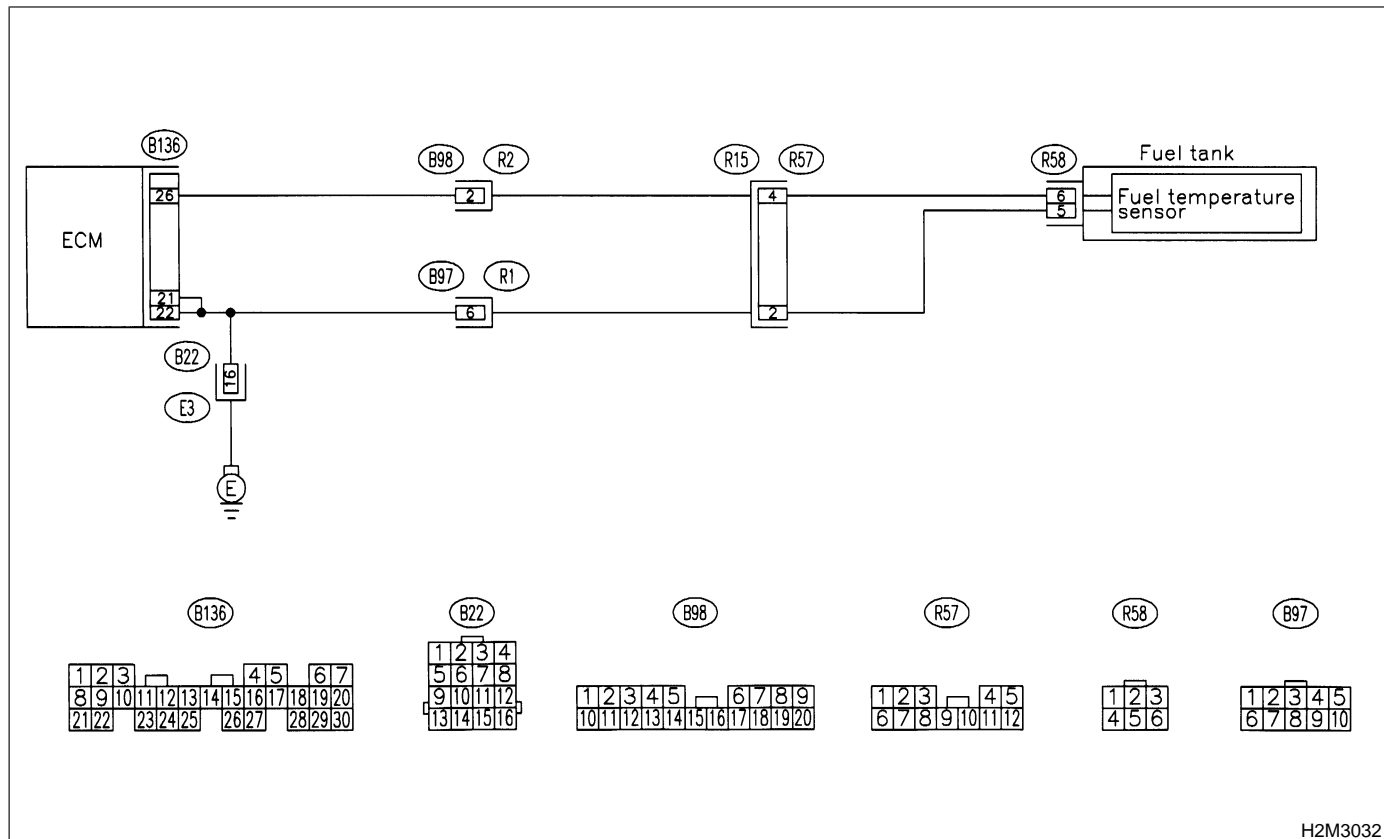 B136
B98 R2
R15 R57
R58
Fuel tank
26
2
4
6
Fuel temperature
5
sensor
ECM
B97 R1
21
22
6
2
B22
16
E3
E
B136
B22
B98
R57
R58
B97
1 2 3 4 5 6 7
8 9 10 11 12 13 14 15 16 17 18 19 20
21 22 23 24 25 26 27 28 29 30
1 2 3 4
5 6 7 8
9 10 11 12
13 14 15 16
1 2 3 4 5 6 7 8 9
10 11 12 13 14 15 16 17 18 19 20
1 2 3 4 5
6 7 8 9 10 11 12
1 2 3
4 5 6
1 2 3 4 5
6 7 8 9 10
H2M3032